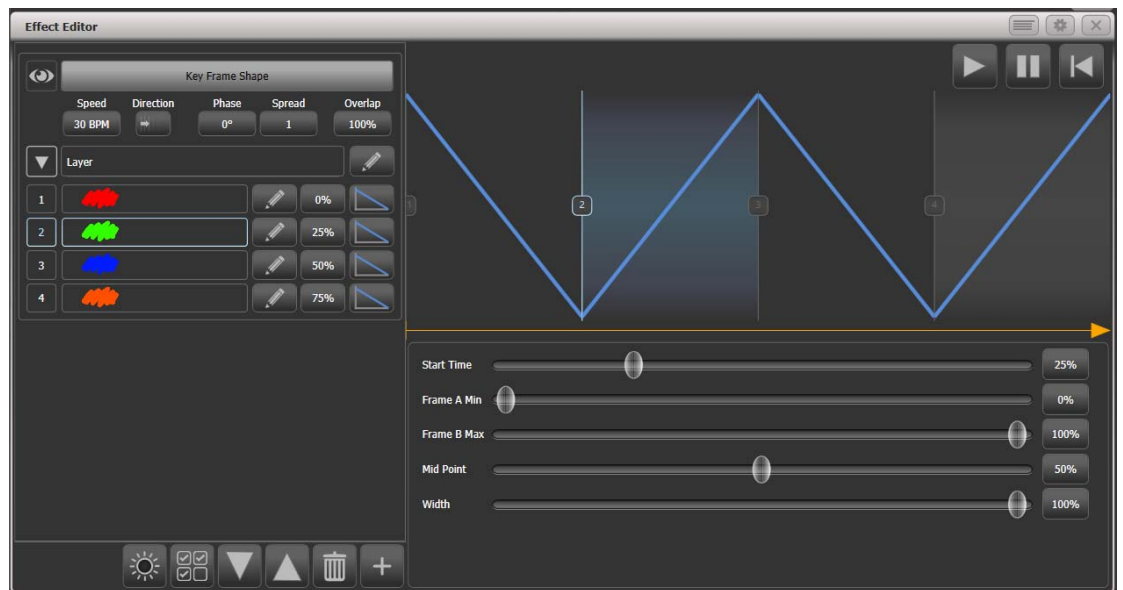 Effect Editor
Key Frame Shape
Speed Direction Phase Spread Overlap
30 BPM 0° 1 100%
Layer
1 0%
2 25%
3 50%
4 75%
1 2 3 4
Start Time 25%
Frame A Min 0%
Frame B Max 100%
Mid Point 50%
Width 100%